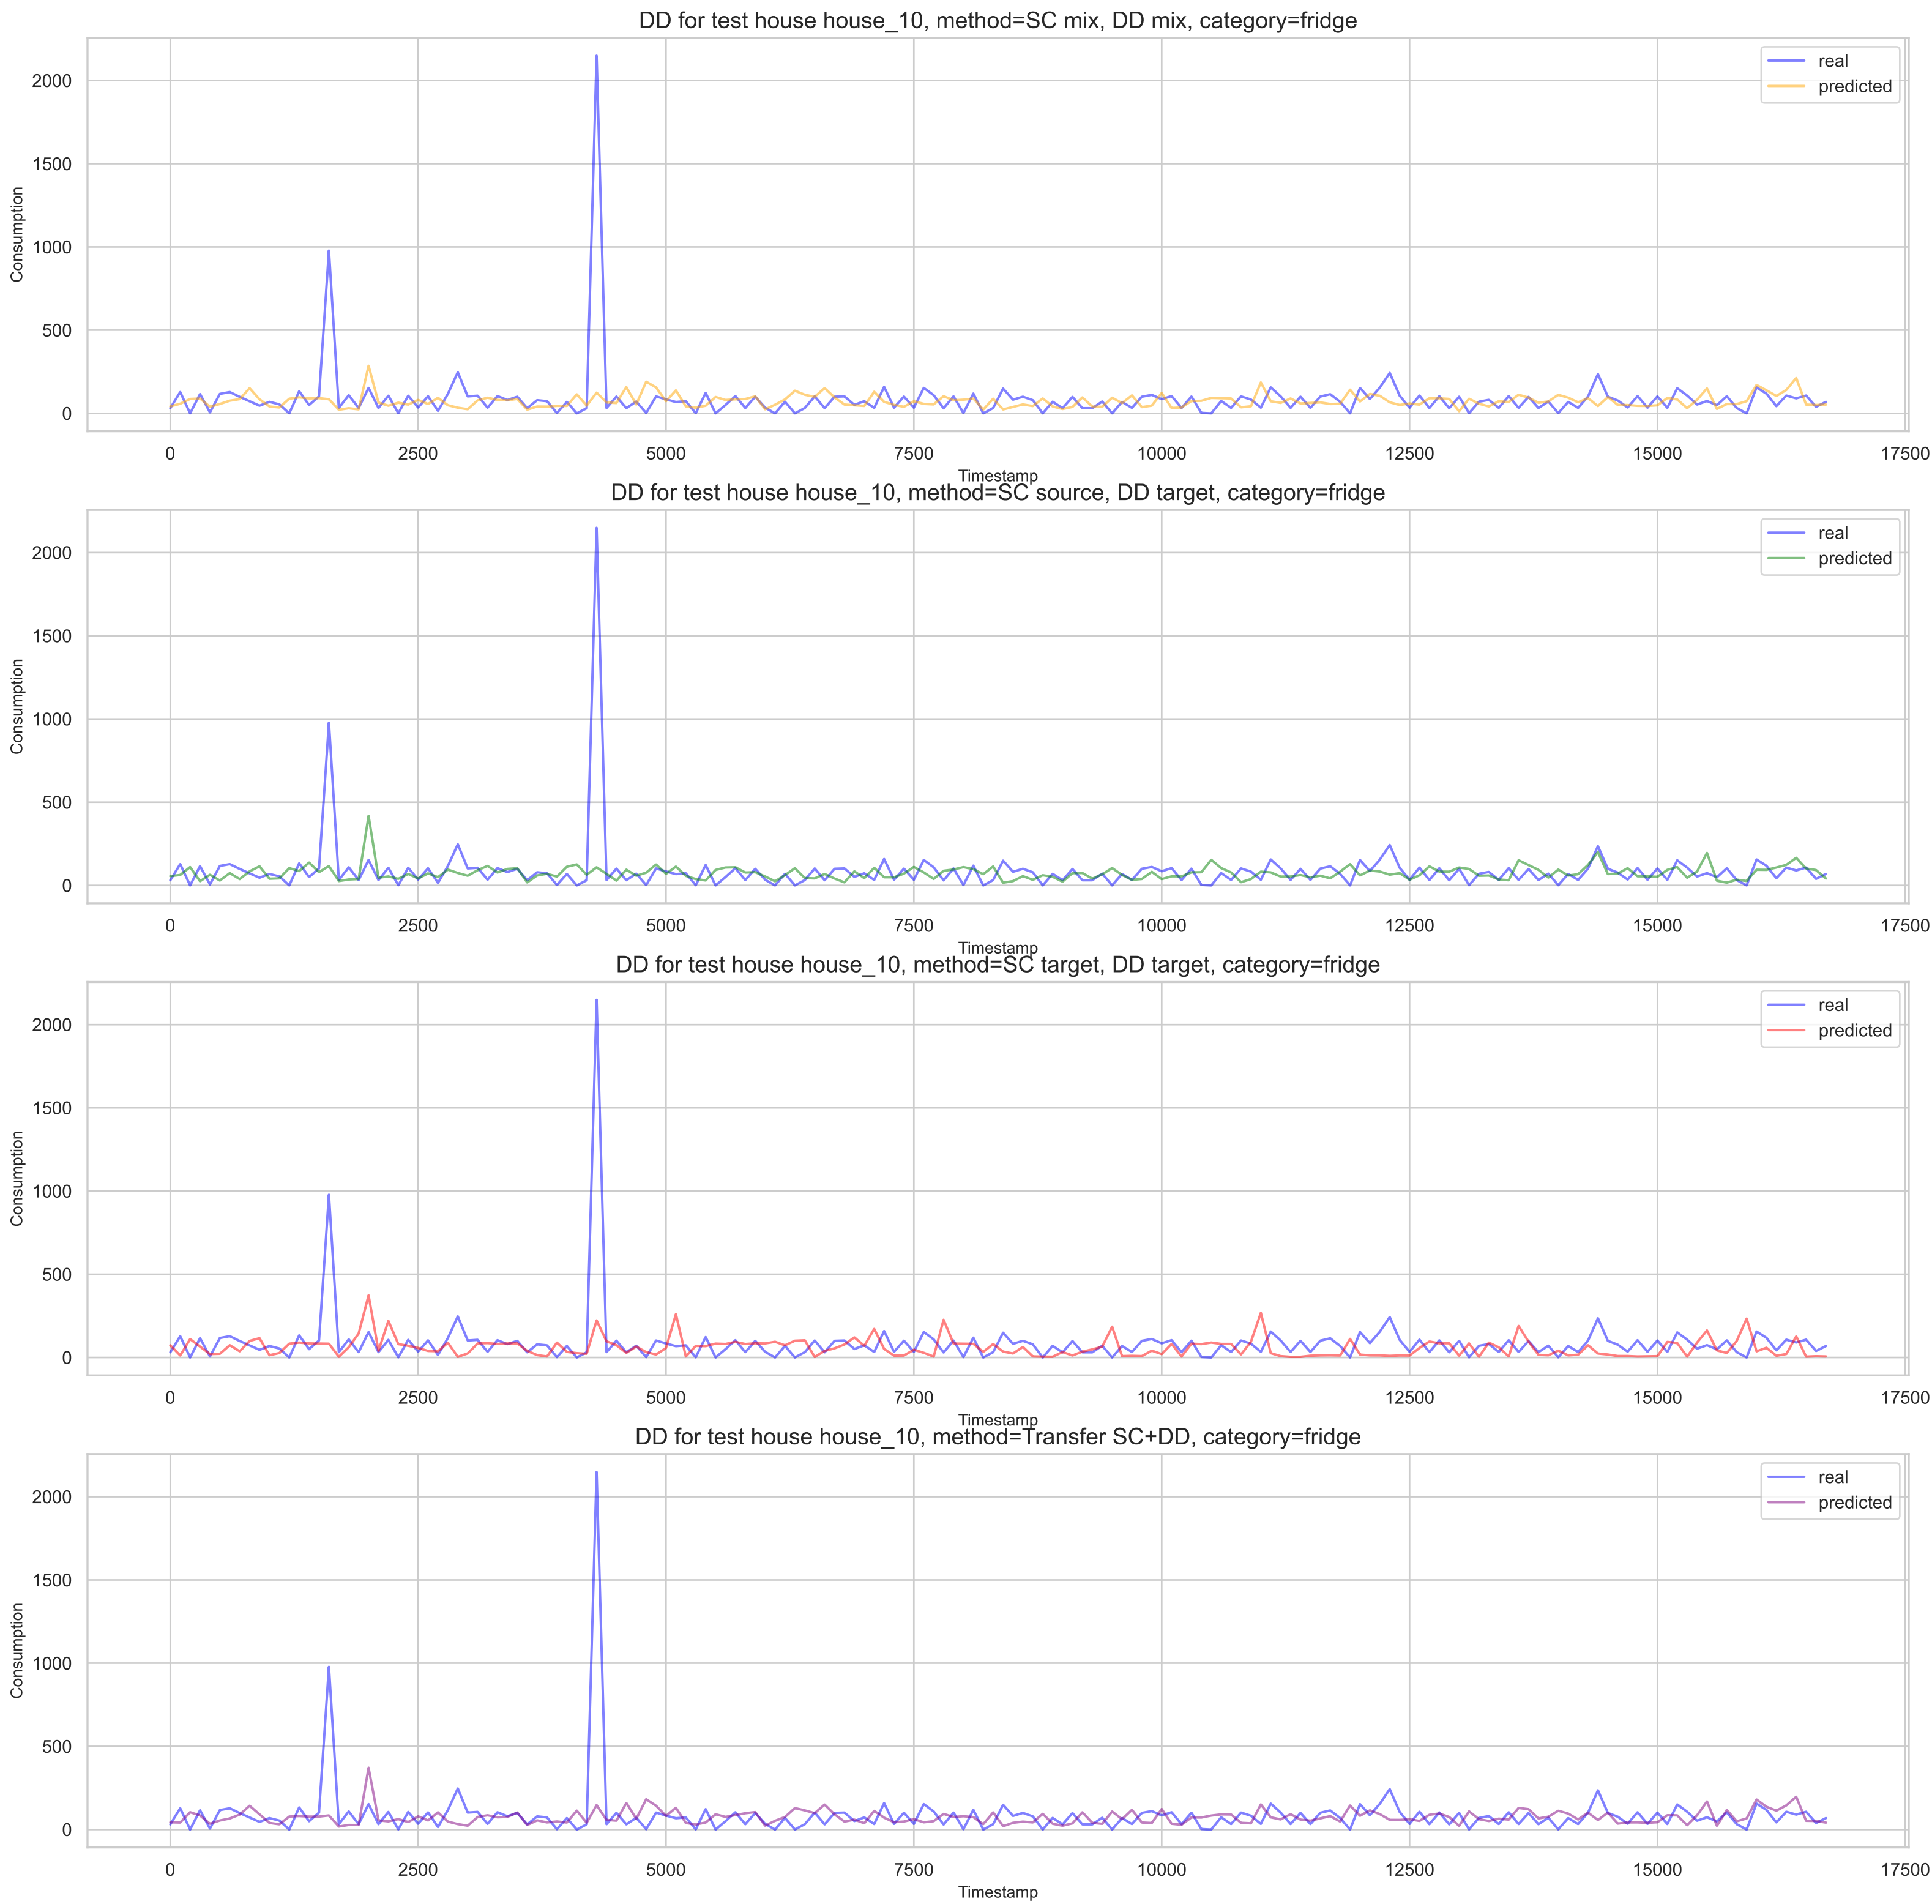 DD for test house house_10, method=SC mix, DD mix, category=fridge
real
predicted
2000
1500
1000
500
0
Consumption
0 2500 5000 7500 10000 12500 15000 17500
Timestamp
DD for test house house_10, method=SC source, DD target, category=fridge
real
predicted
2000
1500
1000
500
0
Consumption
0 2500 5000 7500 10000 12500 15000 17500
Timestamp
DD for test house house_10, method=SC target, DD target, category=fridge
real
predicted
2000
1500
1000
500
0
Consumption
0 2500 5000 7500 10000 12500 15000 17500
Timestamp
DD for test house house_10, method=Transfer SC+DD, category=fridge
real
predicted
2000
1500
1000
500
0
Consumption
0 2500 5000 7500 10000 12500 15000 17500
Timestamp